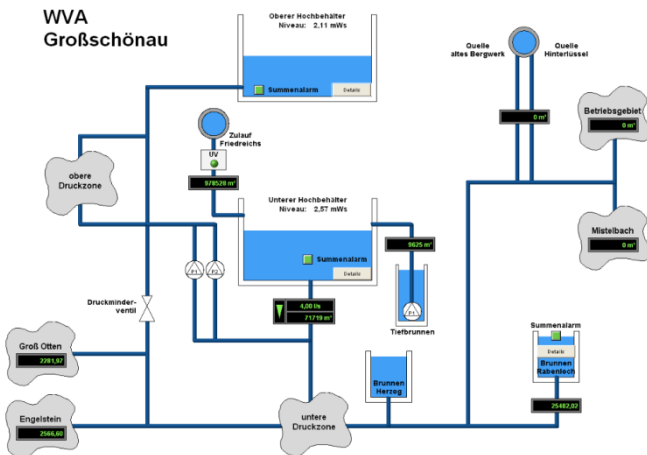 WVA
Großschönau
Oberer Hochbehälter
Niveau: 2,11 mWs
Summenalarm
Details
Quelle
altes Bergwerk
Quelle
Hinterlüssel
0 m³
Betriebsgebiet
0 m³
Zulauf
Friedreichs
UV
978528 m³
obere
Druckzone
Unterer Hochbehälter
Niveau: 2,57 mWs
Summenalarm
Details
9625 m³
P1
P2
P1
Tiefbrunnen
Mistelbach
0 m³
4,00 l/s
71719 m³
Druckminder-
ventil
Groß Otten
2281,97
Summenalarm
Details
Brunnen
Rabenloch
25482,02
Brunnen
Herzog
Engelstein
2566,60
untere
Druckzone